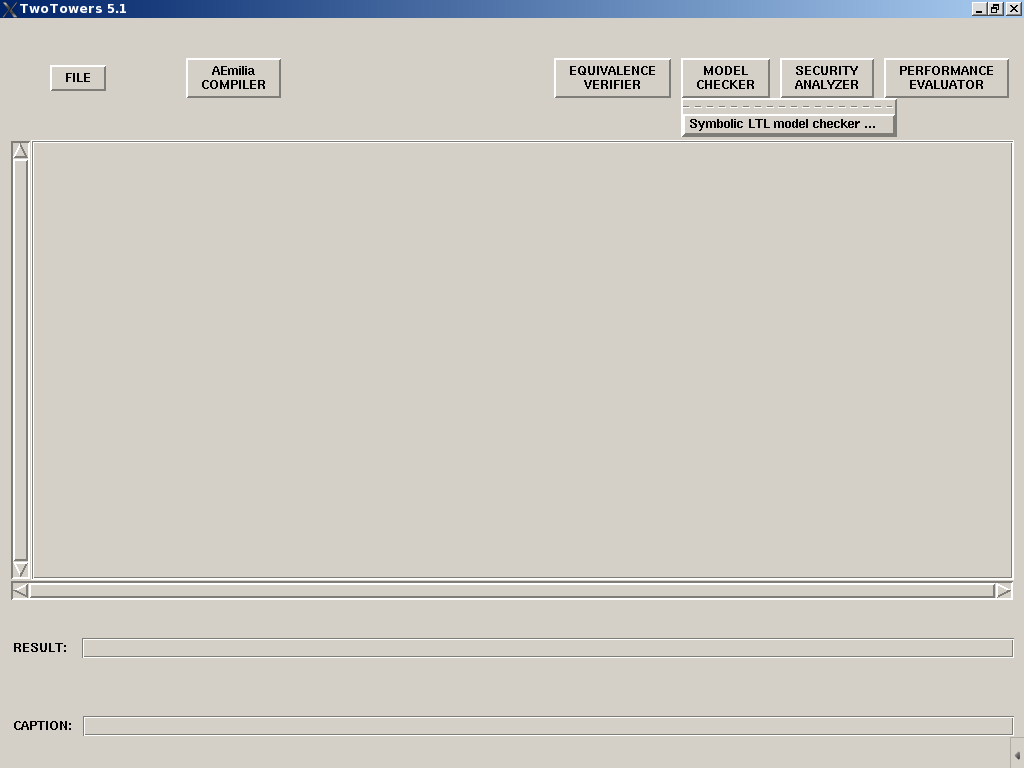 TwoTowers 5.1
FILE
AEmilia
COMPILER
EQUIVALENCE
VERIFIER
MODEL
CHECKER
SECURITY
ANALYZER
PERFORMANCE
EVALUATOR
Symbolic LTL model checker ...
RESULT:
CAPTION: